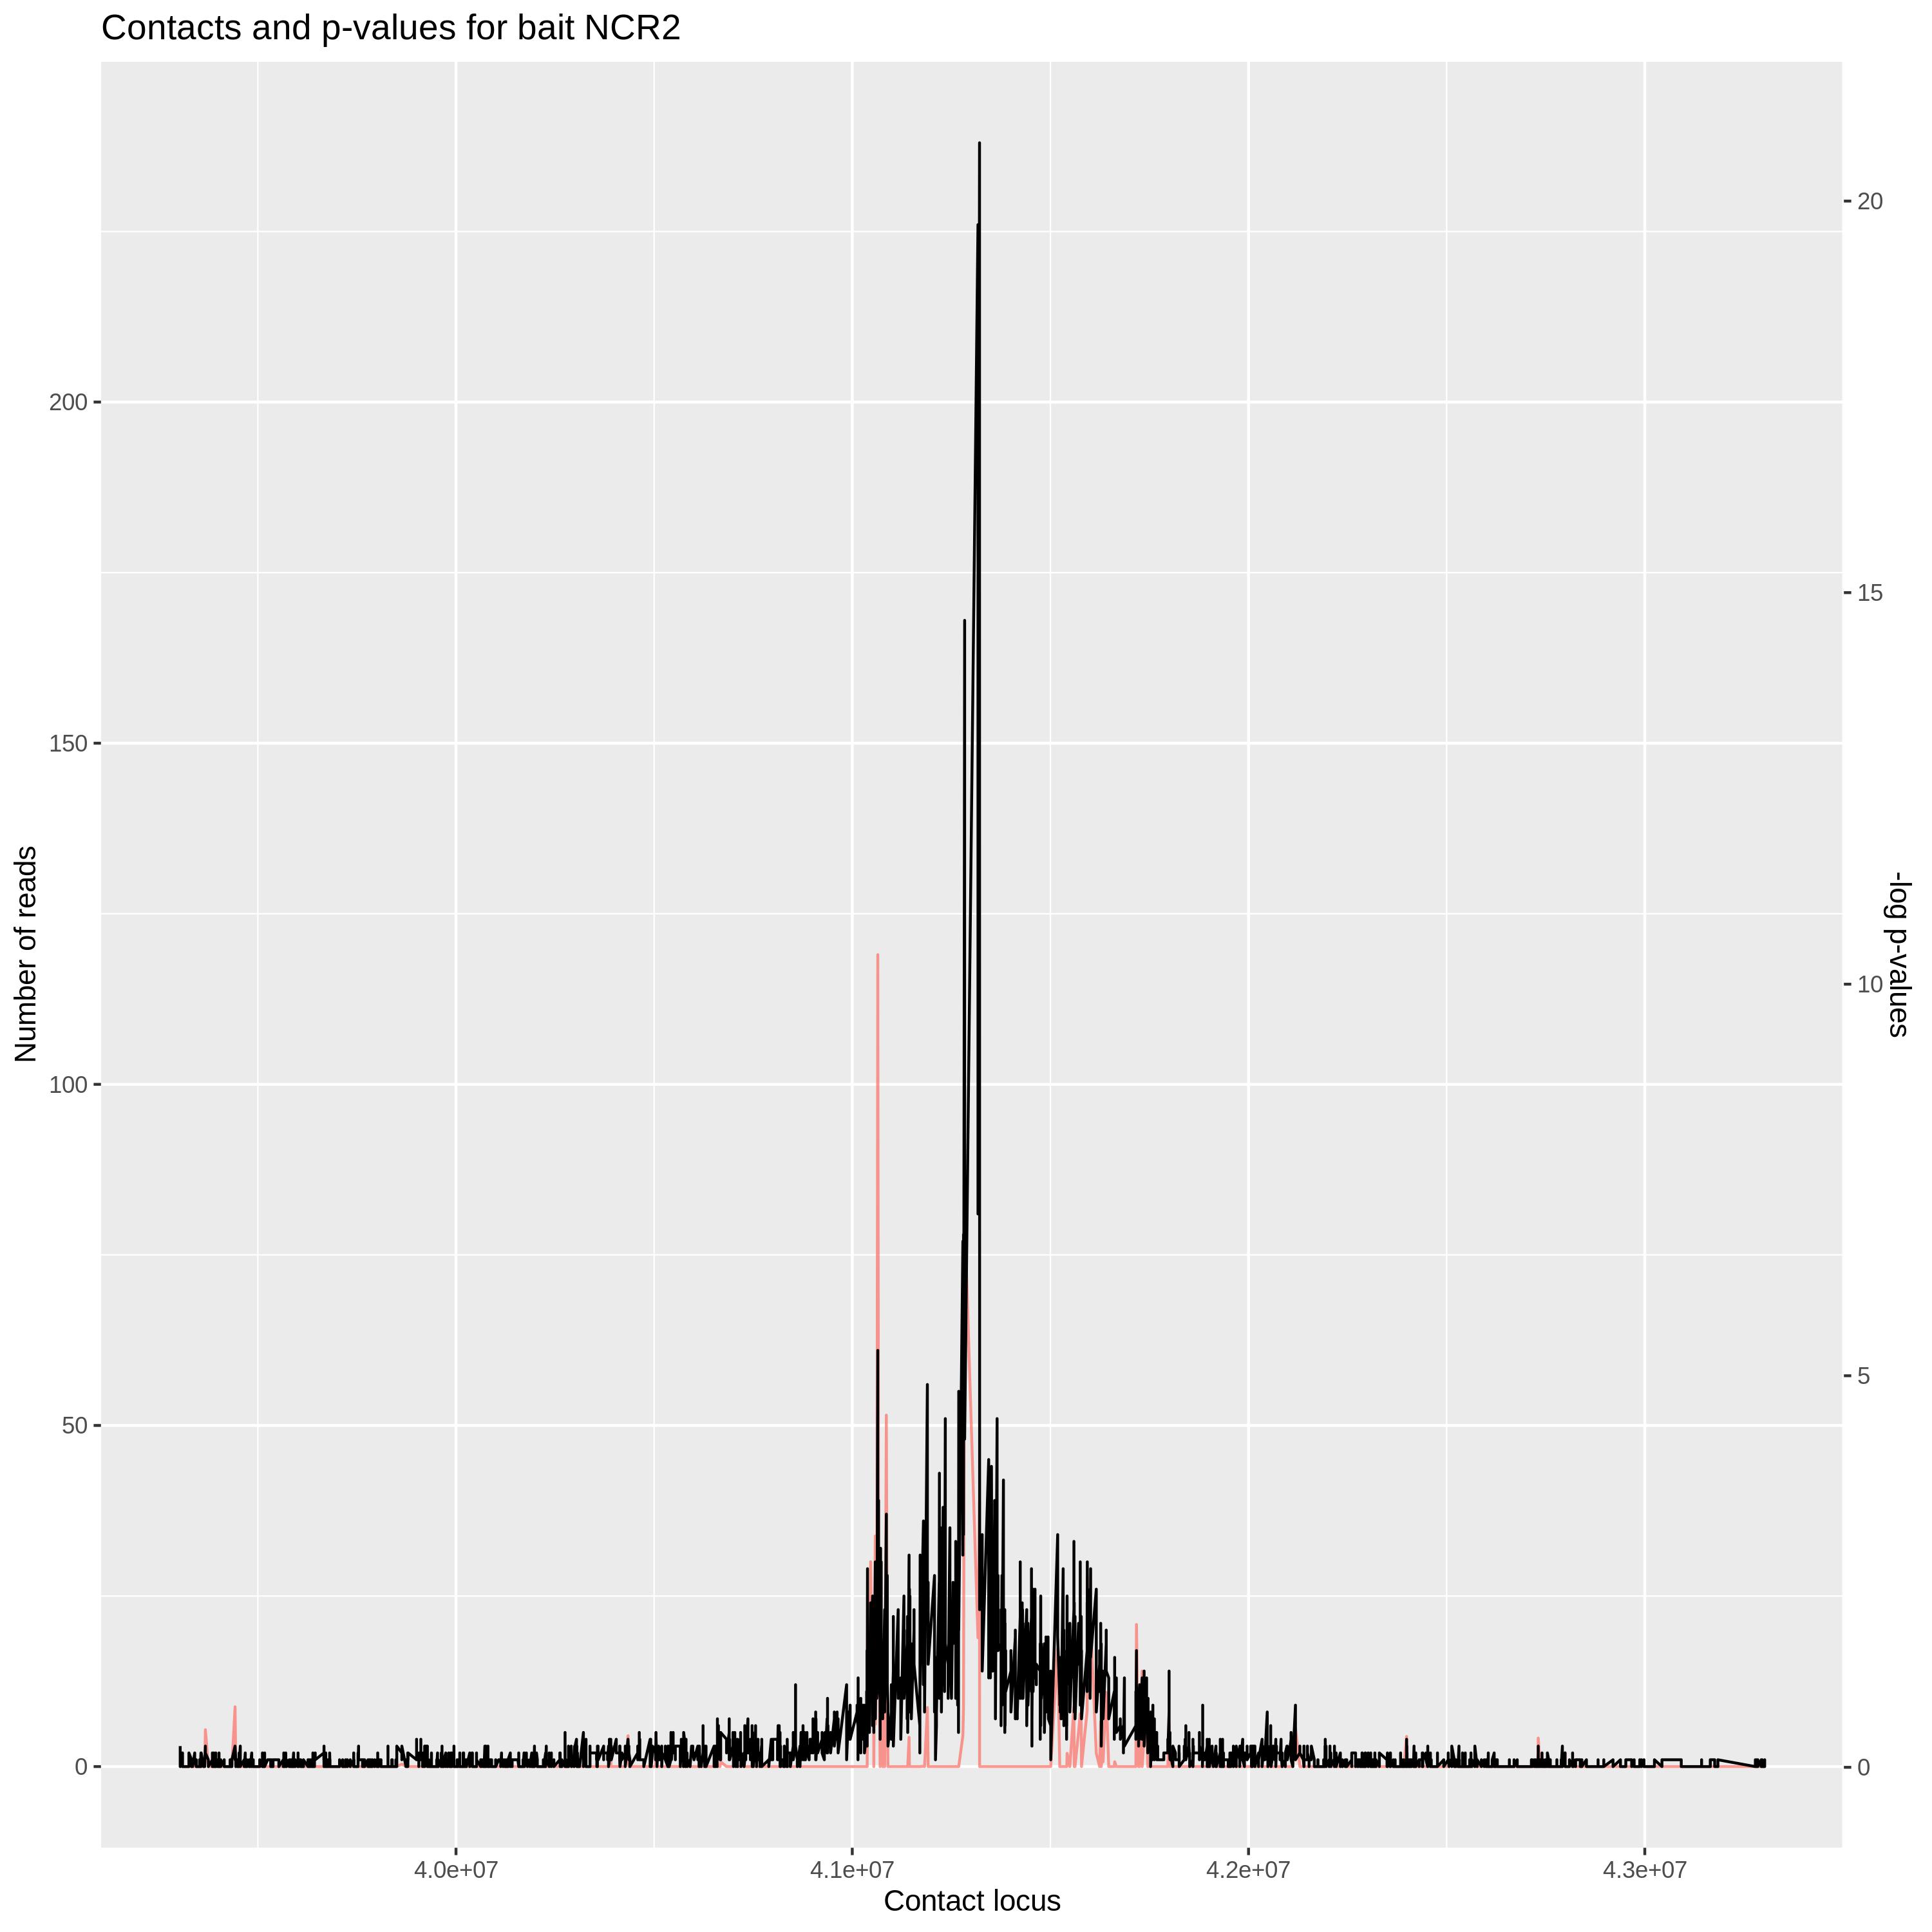 Contacts and p-values for bait NCR2
Number of reads
200
150
100
50
0
20
15
10
5
0
-log p-values
4.0e+07
4.1e+07
4.2e+07
4.3e+07
Contact locus